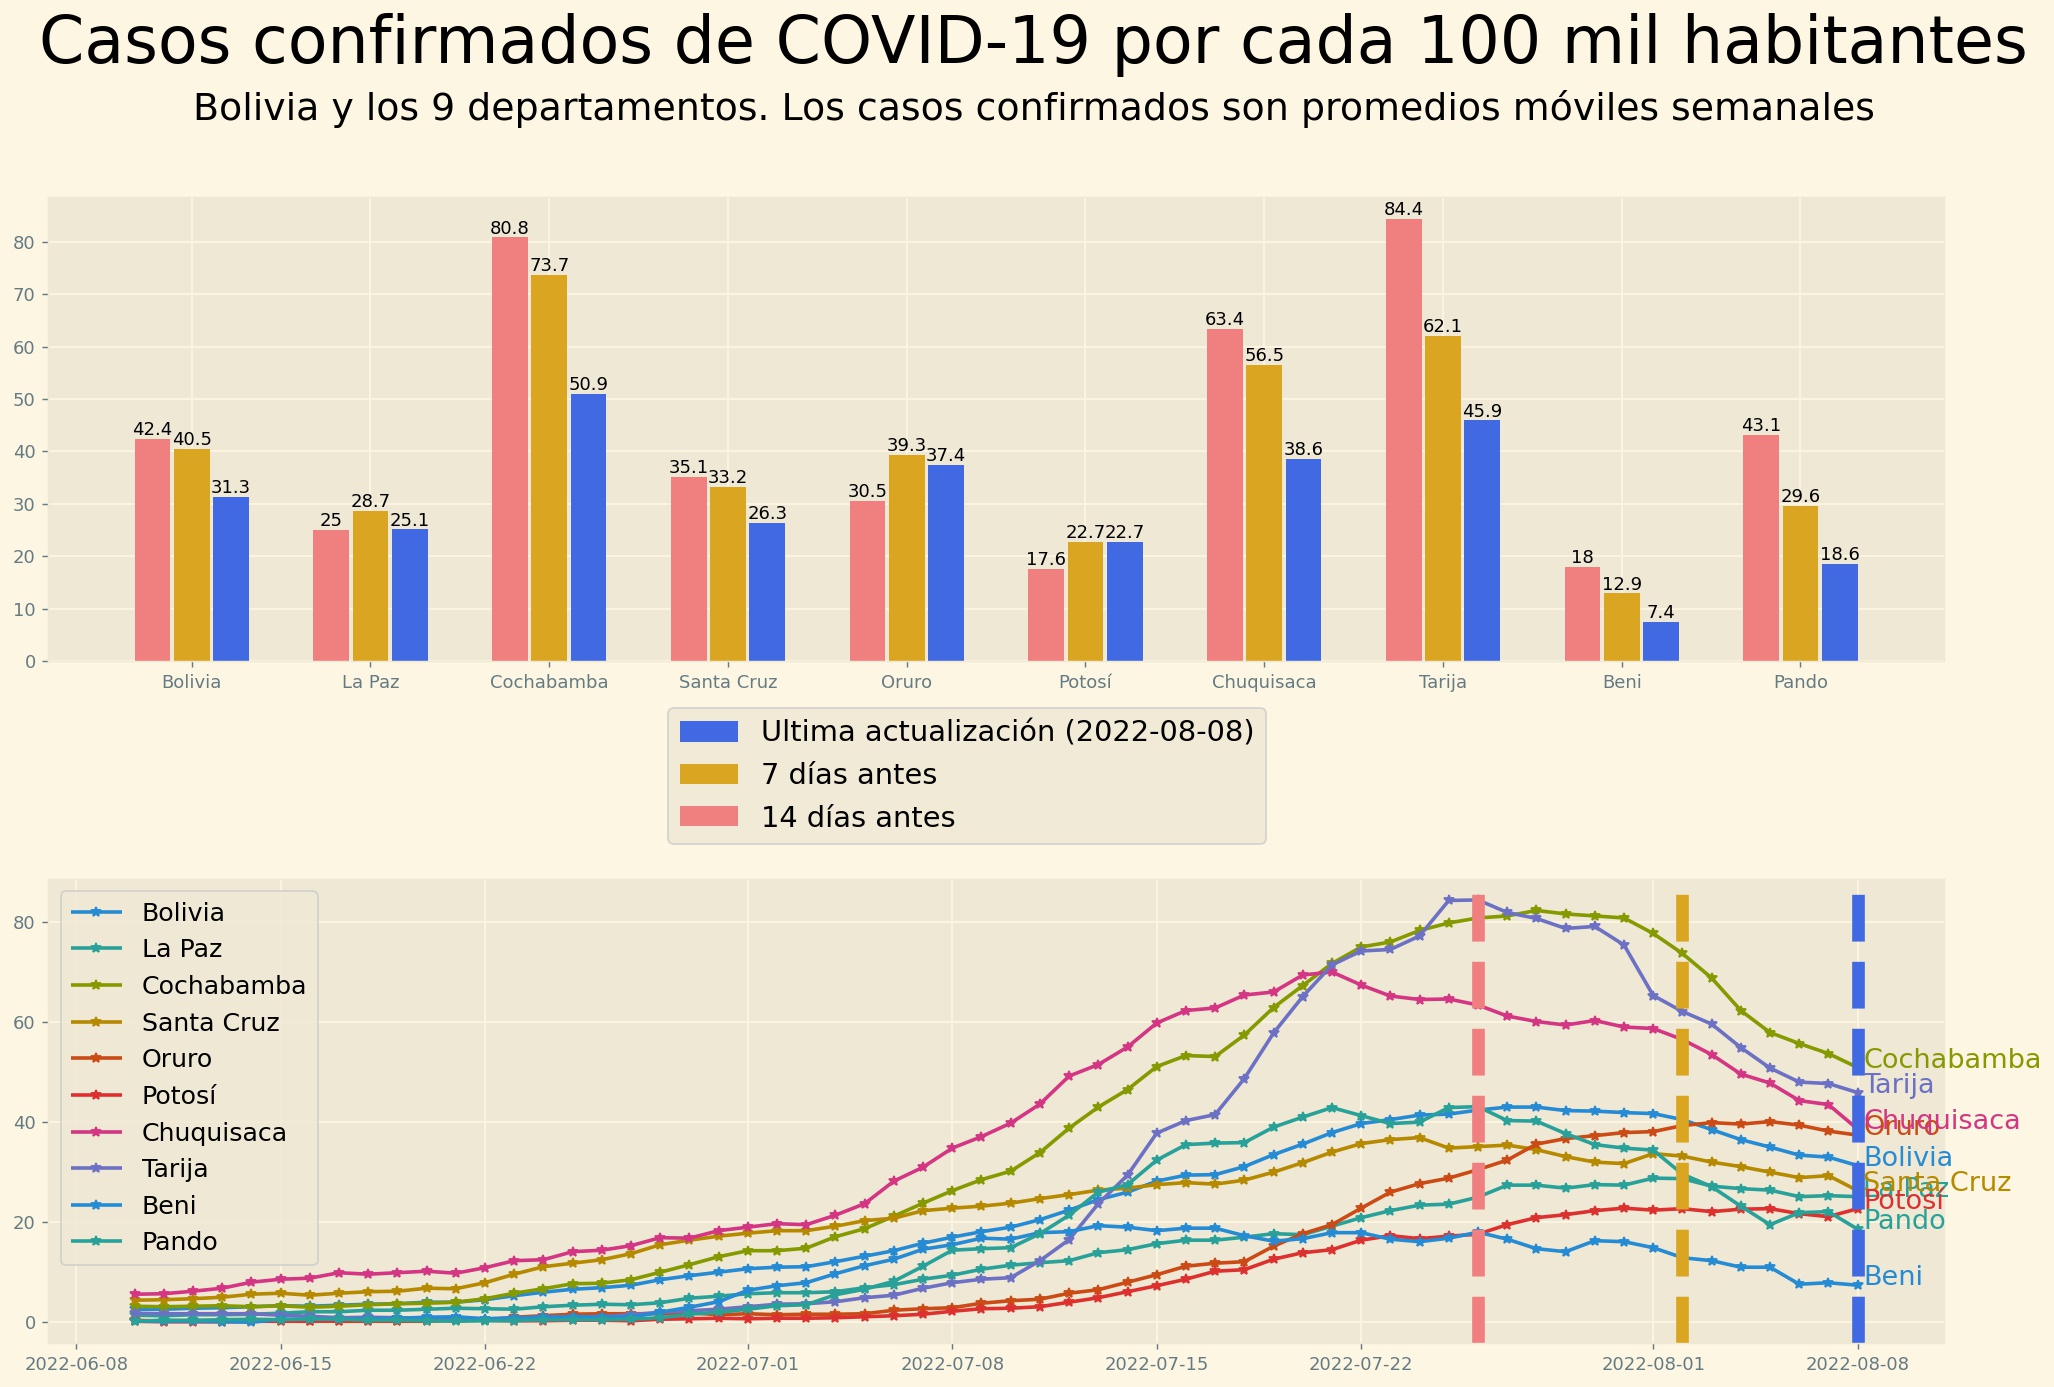 Casos confirmados de COVID-19 por cada 100 mil habitantes
Bolivia y los 9 departamentos. Los casos confirmados son promedios móviles semanales
80
70
60
50
40
30
20
10
0
42.4 40.5 31.3
25 28.7 25.1
80.8 73.7 50.9
35.1 33.2 26.3
30.5 39.3 37.4
17.6 22.7 22.7
63.4 56.5 38.6
84.4 62.1 45.9
18 12.9 7.4
43.1 29.6 18.6
Bolivia La Paz Cochabamba Santa Cruz Oruro Potosí Chuquisaca Tarija Beni Pando
Ultima actualización (2022-08-08)
7 días antes
14 días antes
80
60
40
20
0
Bolivia
La Paz
Cochabamba
Santa Cruz
Oruro
Potosí
Chuquisaca
Tarija
Beni
Pando
Cochabamba
Tarija
Chuquisaca
Oruro
Bolivia
Santa Cruz
La Paz
Potosí
Pando
Beni
2022-06-08 2022-06-15 2022-06-22 2022-07-01 2022-07-08 2022-07-15 2022-07-22 2022-08-01 2022-08-08